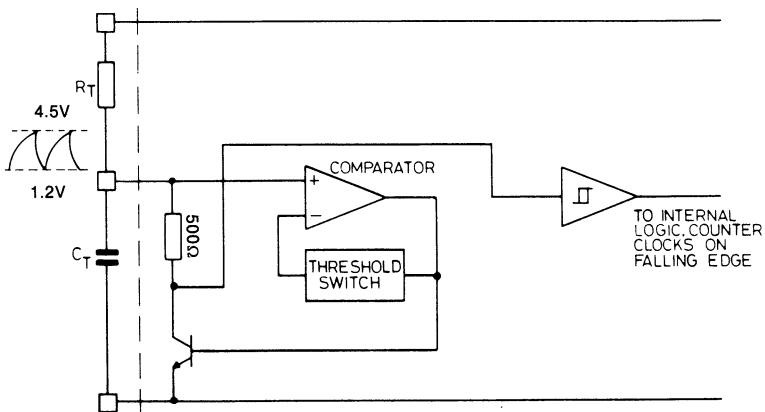 R_T
4.5V
1.2V
C_T
500Ω
COMPARATOR
+
−
THRESHOLD
SWITCH
TO INTERNAL
LOGIC. COUNTER
CLOCKS ON
FALLING EDGE